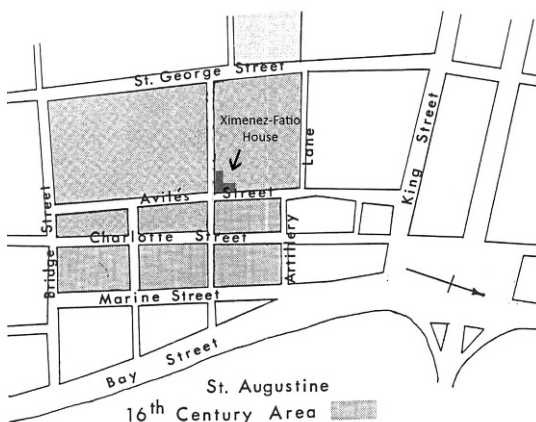 St. George Street
Ximenez-Fatio
House
Lane
King Street
Avilés Street
Bridge Street
Charlotte Street
Artillery
Marine Street
Bay Street
St. Augustine
16th Century Area